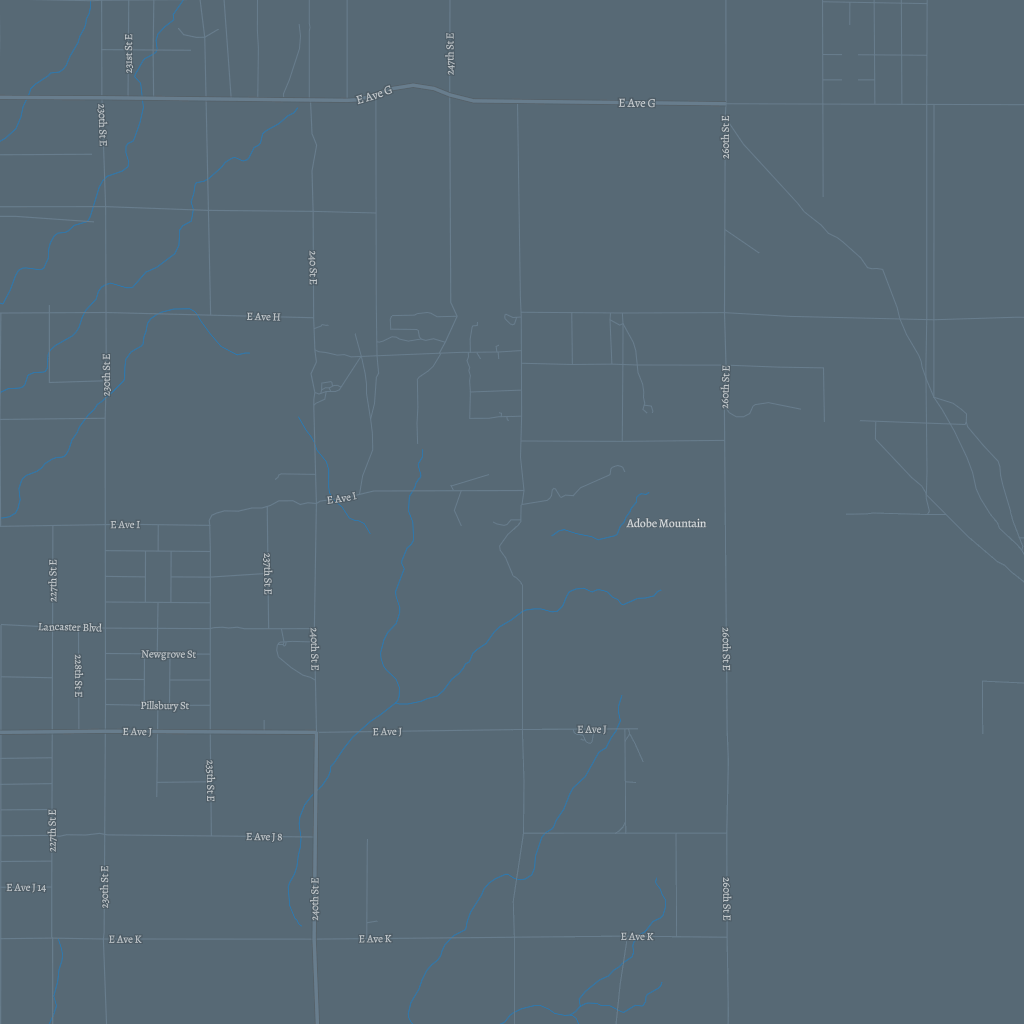 231st St E
247th St E
E Ave G
E Ave G
230th St E
260th St E
240 St E
E Ave H
230th St E
260th St E
E Ave I
E Ave I
Adobe Mountain
227th St E
237th St E
Lancaster Blvd
240th St E
260th St E
Newgrove St
228th St E
Pillsbury St
E Ave J
E Ave J
E Ave J
235th St E
227th St E
E Ave J 8
E Ave J 14
230th St E
240th St E
260th St E
E Ave K
E Ave K
E Ave K